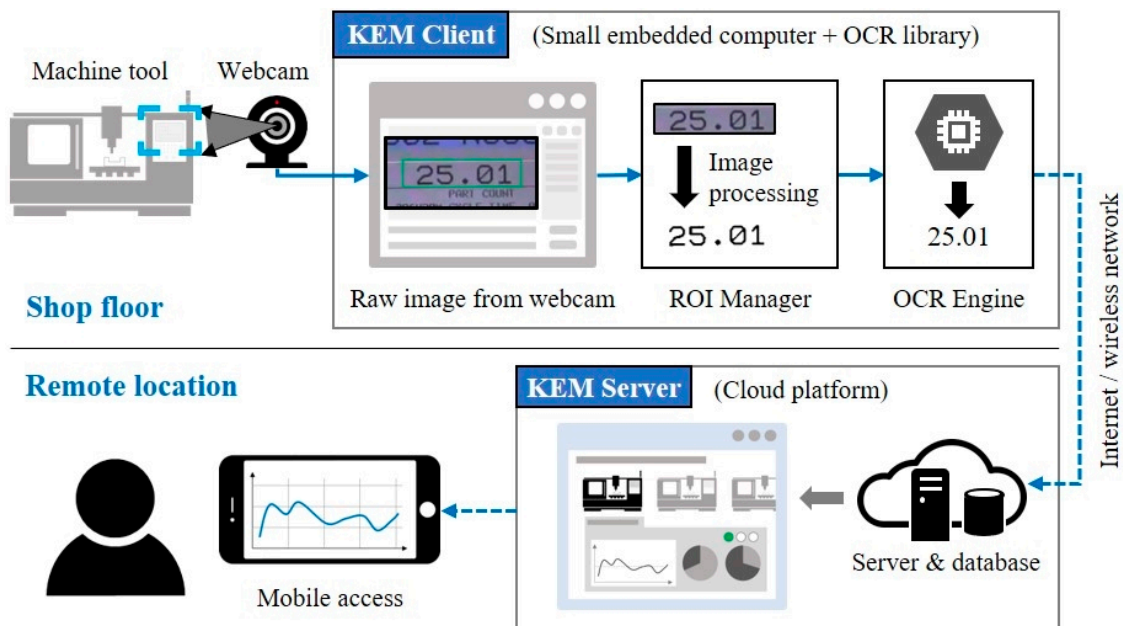 KEM Client
(Small embedded computer + OCR library)
Machine tool
Webcam
25.01
PART COUNT
CYCLE TIME
25.01
Image
processing
25.01
25.01
Raw image from webcam
ROI Manager
OCR Engine
Shop floor
Internet / wireless network
Remote location
KEM Server
(Cloud platform)
Server & database
Mobile access